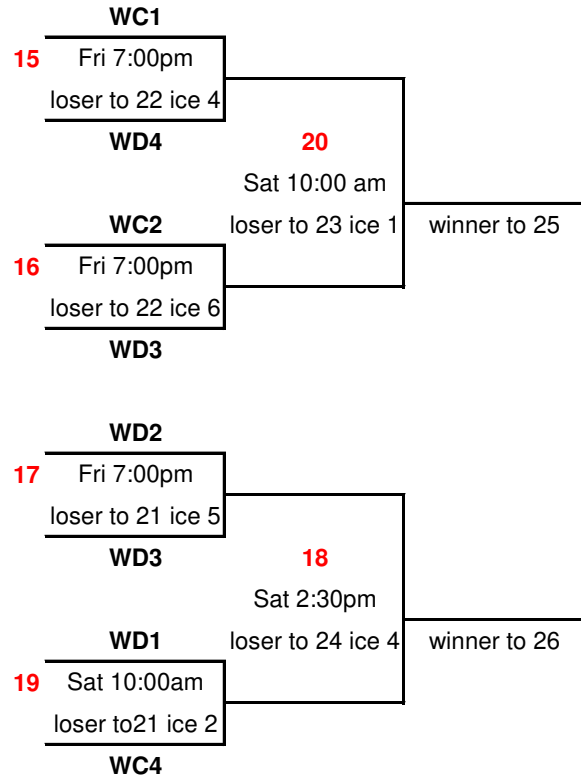 WC1
15 Fri 7:00pm
loser to 22 ice 4
WD4
20
Sat 10:00 am
WC2
loser to 23 ice 1
winner to 25
16 Fri 7:00pm
loser to 22 ice 6
WD3
WD2
17 Fri 7:00pm
loser to 21 ice 5
WD3
18
Sat 2:30pm
WD1
loser to 24 ice 4
winner to 26
19 Sat 10:00am
loser to21 ice 2
WC4